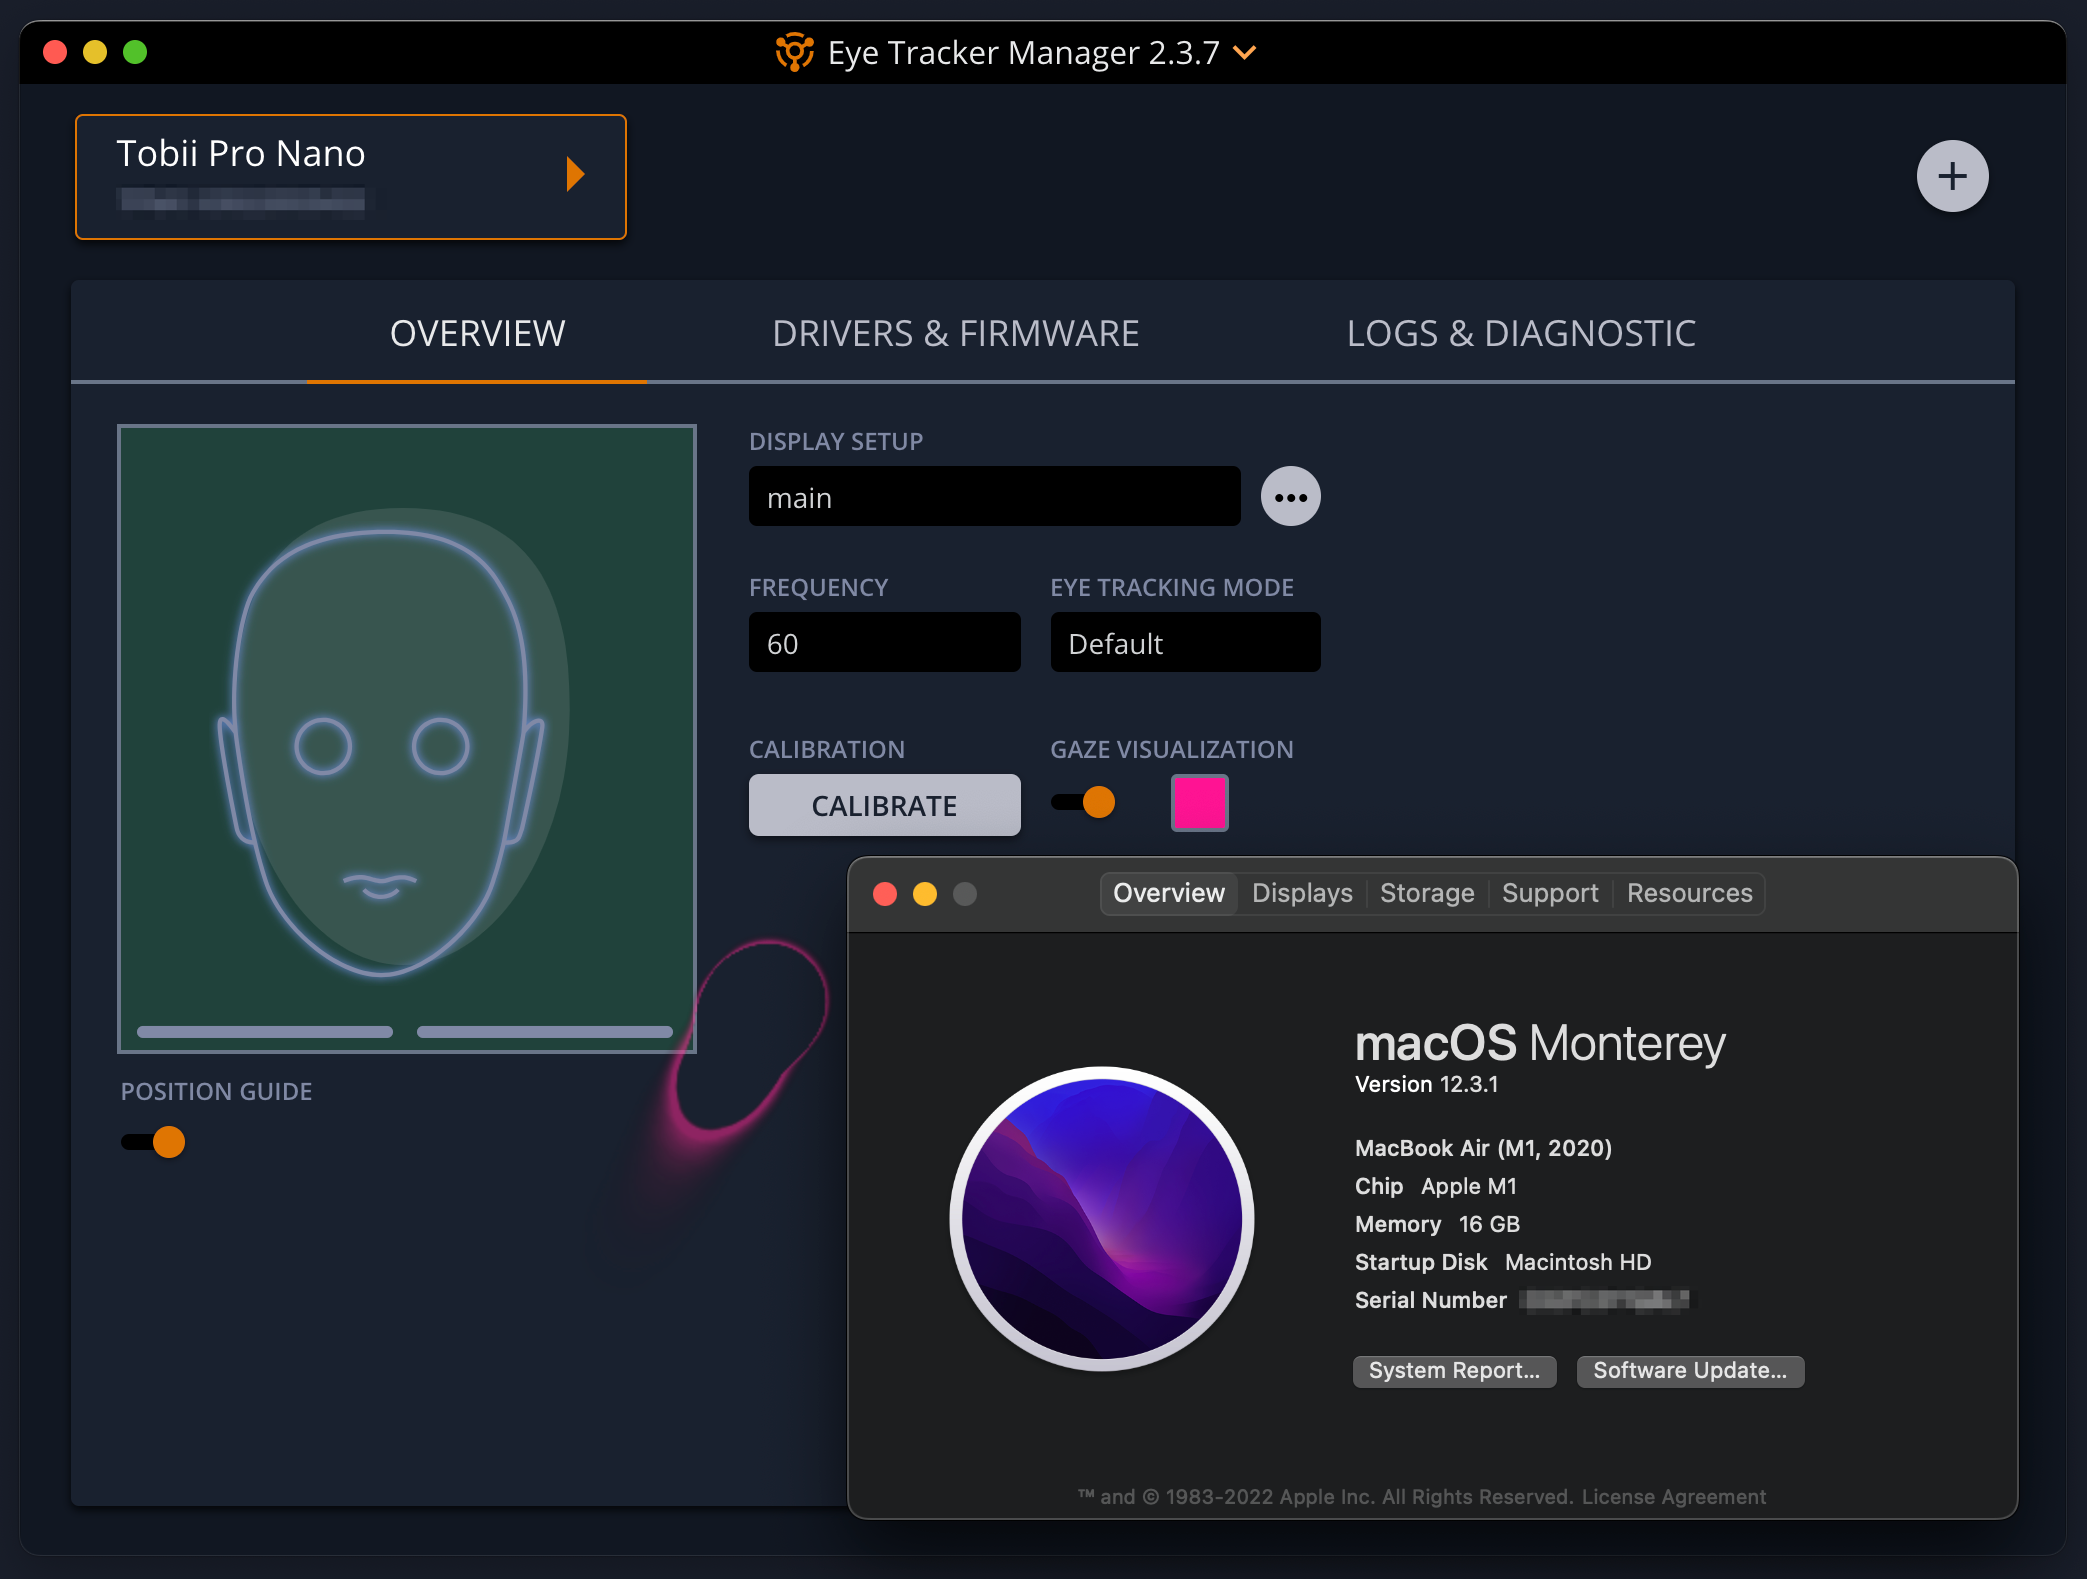 Eye Tracker Manager 2.3.7
Tobii Pro Nano
OVERVIEW
DRIVERS & FIRMWARE
LOGS & DIAGNOSTIC
DISPLAY SETUP
main
FREQUENCY
EYE TRACKING MODE
60
Default
CALIBRATION
GAZE VISUALIZATION
CALIBRATE
POSITION GUIDE
Overview
Displays
Storage
Support
Resources
macOS Monterey
Version 12.3.1
MacBook Air (M1, 2020)
Chip Apple M1
Memory 16 GB
Startup Disk Macintosh HD
Serial Number
System Report...
Software Update...
™ and © 1983-2022 Apple Inc. All Rights Reserved. License Agreement